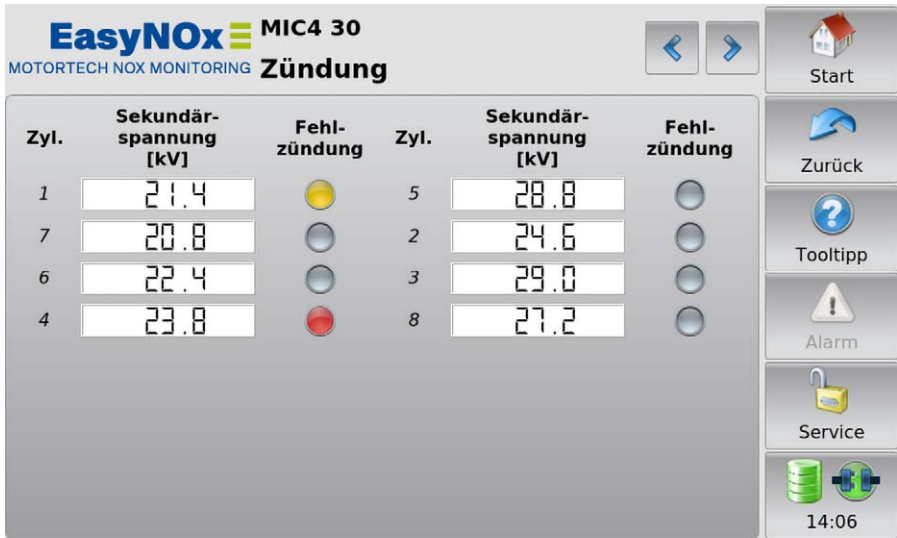 EasyNOx MIC4 30
MOTORTECH NOX MONITORING Zündung
Start
Zurück
Tooltipp
Alarm
Service
14:06
Zyl. Sekundär-
spannung
[kV] Fehl-
zündung Zyl. Sekundär-
spannung
[kV] Fehl-
zündung
1 21.4 5 28.8
7 20.8 2 24.6
6 22.4 3 29.0
4 23.8 8 27.2